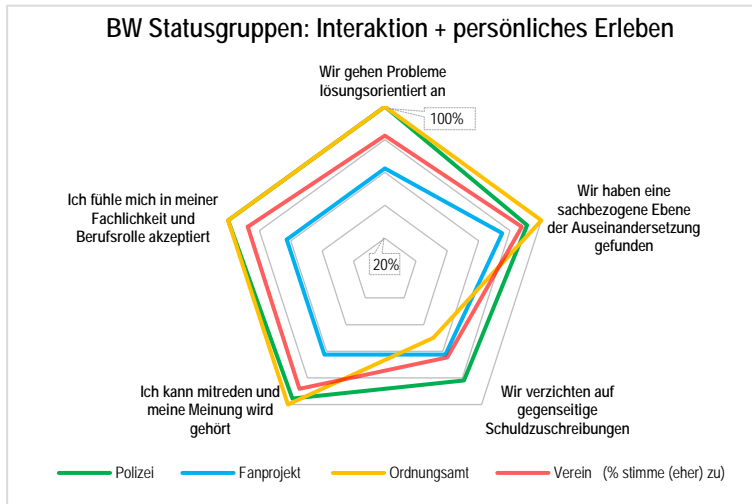 BW Statusgruppen: Interaktion + persönliches Erleben
Wir gehen Probleme
lösungsorientiert an
100%
Ich fühle mich in meiner
Fachlichkeit und
Berufsrolle akzeptiert
Wir haben eine
sachbezogene Ebene
der Auseinandersetzung
gefunden
20%
Ich kann mitreden und
meine Meinung wird
gehört
Wir verzichten auf
gegenseitige
Schuldzuschreibungen
Polizei Fanprojekt Ordnungsamt Verein (% stimme (eher) zu)